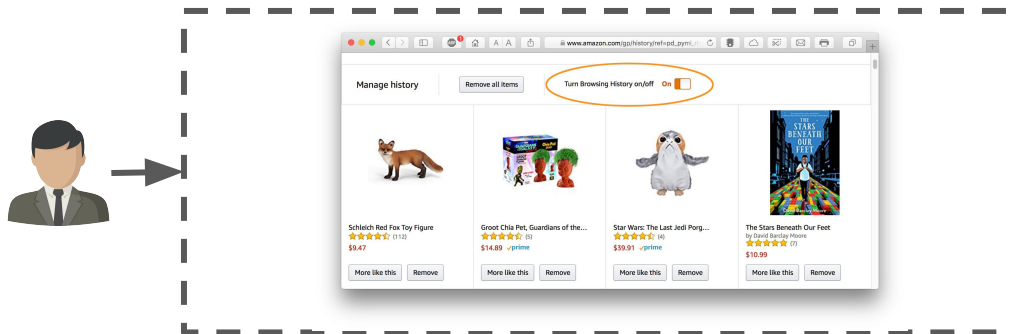 A A
www.amazon.com/gp/history/ref=pd_pyml_
Manage history
Remove all items
Turn Browsing History on/off On
THE
STARS
BENEATH
OUR
FEET
David Barclay Moore
Schleich Red Fox Toy Figure
(112)
$9.47
More like this Remove
Groot Chia Pet, Guardians of the...
(5)
$14.89 prime
More like this Remove
Star Wars: The Last Jedi Porg...
(4)
$39.91 prime
More like this Remove
The Stars Beneath Our Feet
by David Barclay Moore
(7)
$10.99
More like this Remove